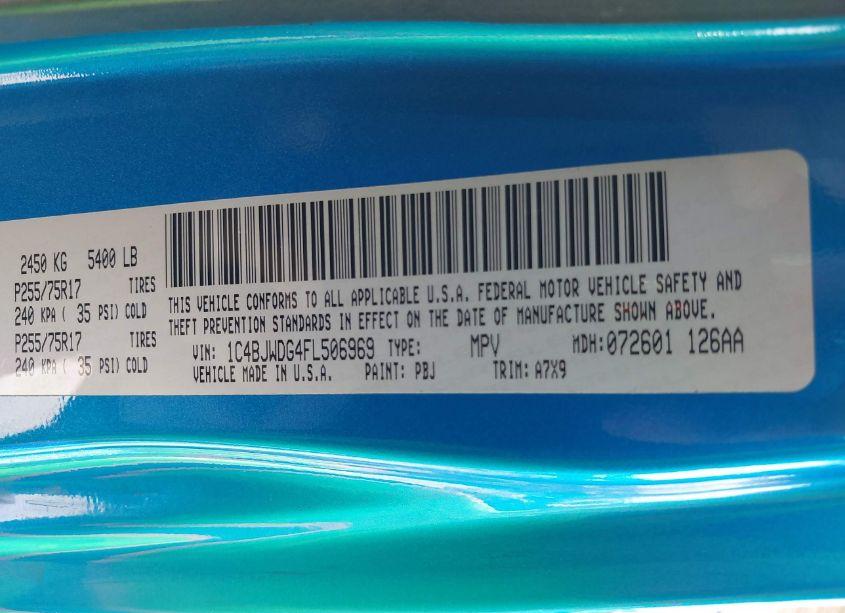 2450 KG 5400 LB
P255/75R17 TIRES
240 KPA ( 35 PSI) COLD
P255/75R17 TIRES
240 KPA ( 35 PSI) COLD
THIS VEHICLE CONFORMS TO ALL APPLICABLE U.S.A. FEDERAL MOTOR VEHICLE SAFETY AND
THEFT PREVENTION STANDARDS IN EFFECT ON THE DATE OF MANUFACTURE SHOWN ABOVE.
VIN: 1C4BJWDG4FL506969 TYPE: MPV MDH:072601 126AA
VEHICLE MADE IN U.S.A. PAINT: PBJ TRIM: A7X9